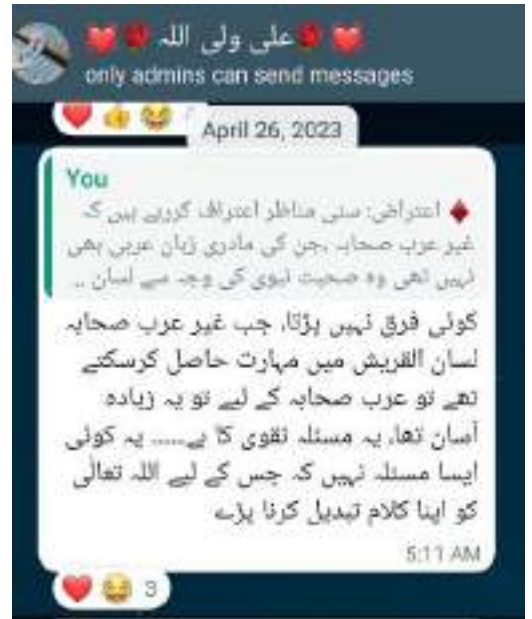 علی ولی اللہ
only admins can send messages
April 26, 2023
You
اعتراض: سنی مناظر اعتراف کررہے ہیں کہ
غیر عرب صحابہ ،جن کی مادری زبان عربی بھی
نہیں تھی وہ صحبت نبوی کی وجہ سے لسان ..
کوئی فرق نہیں پڑتا، جب غیر عرب صحابہ
لسان القریش میں مہارت حاصل کرسکتے
تھے تو عرب صحابہ کے لیے تو یہ زیادہ
آسان تھا، یہ مسئلہ تقوی کا ہے..... یہ کوئی
ایسا مسئلہ نہیں کہ جس کے لیے اللہ تعالٰی
کو اپنا کلام تبدیل کرنا پڑے
5:11 AM
3